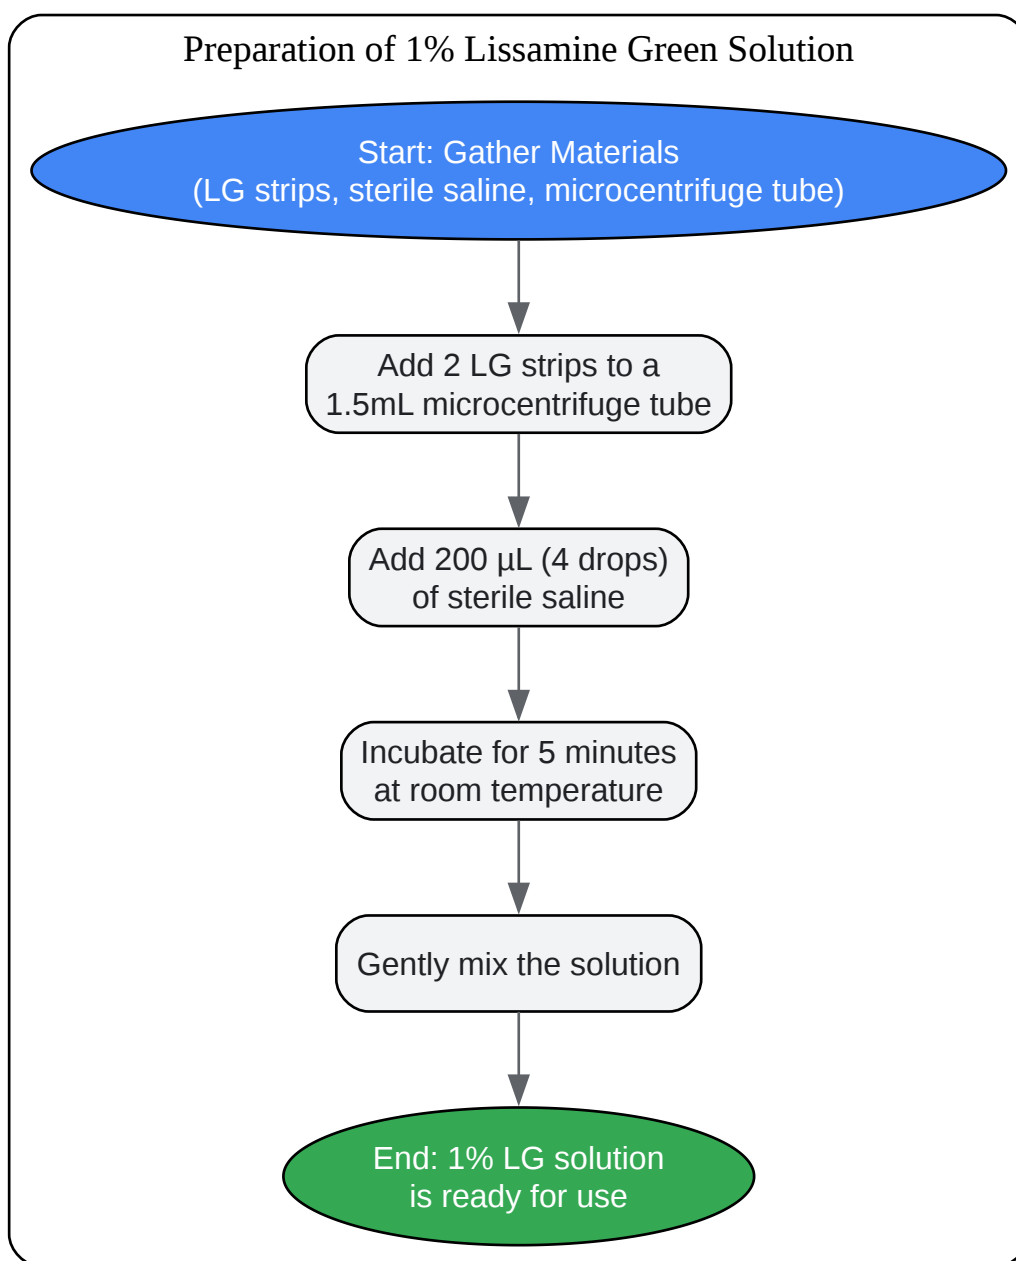 Preparation of 1% Lissamine Green Solution
Start: Gather Materials
(LG strips, sterile saline, microcentrifuge tube)
Add 2 LG strips to a
1.5mL microcentrifuge tube
Add 200 µL (4 drops)
of sterile saline
Incubate for 5 minutes
at room temperature
Gently mix the solution
End: 1% LG solution
is ready for use